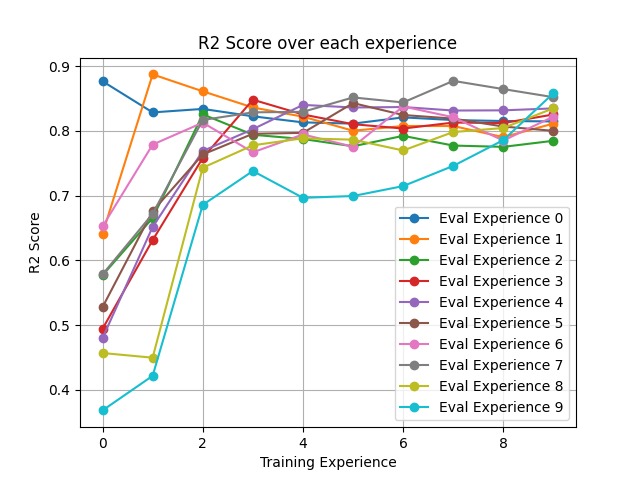 R2 Score over each experience
0.9
0.8
0.7
0.6
0.5
0.4
R2 Score
0
2
4
6
8
Training Experience
Eval Experience 0
Eval Experience 1
Eval Experience 2
Eval Experience 3
Eval Experience 4
Eval Experience 5
Eval Experience 6
Eval Experience 7
Eval Experience 8
Eval Experience 9